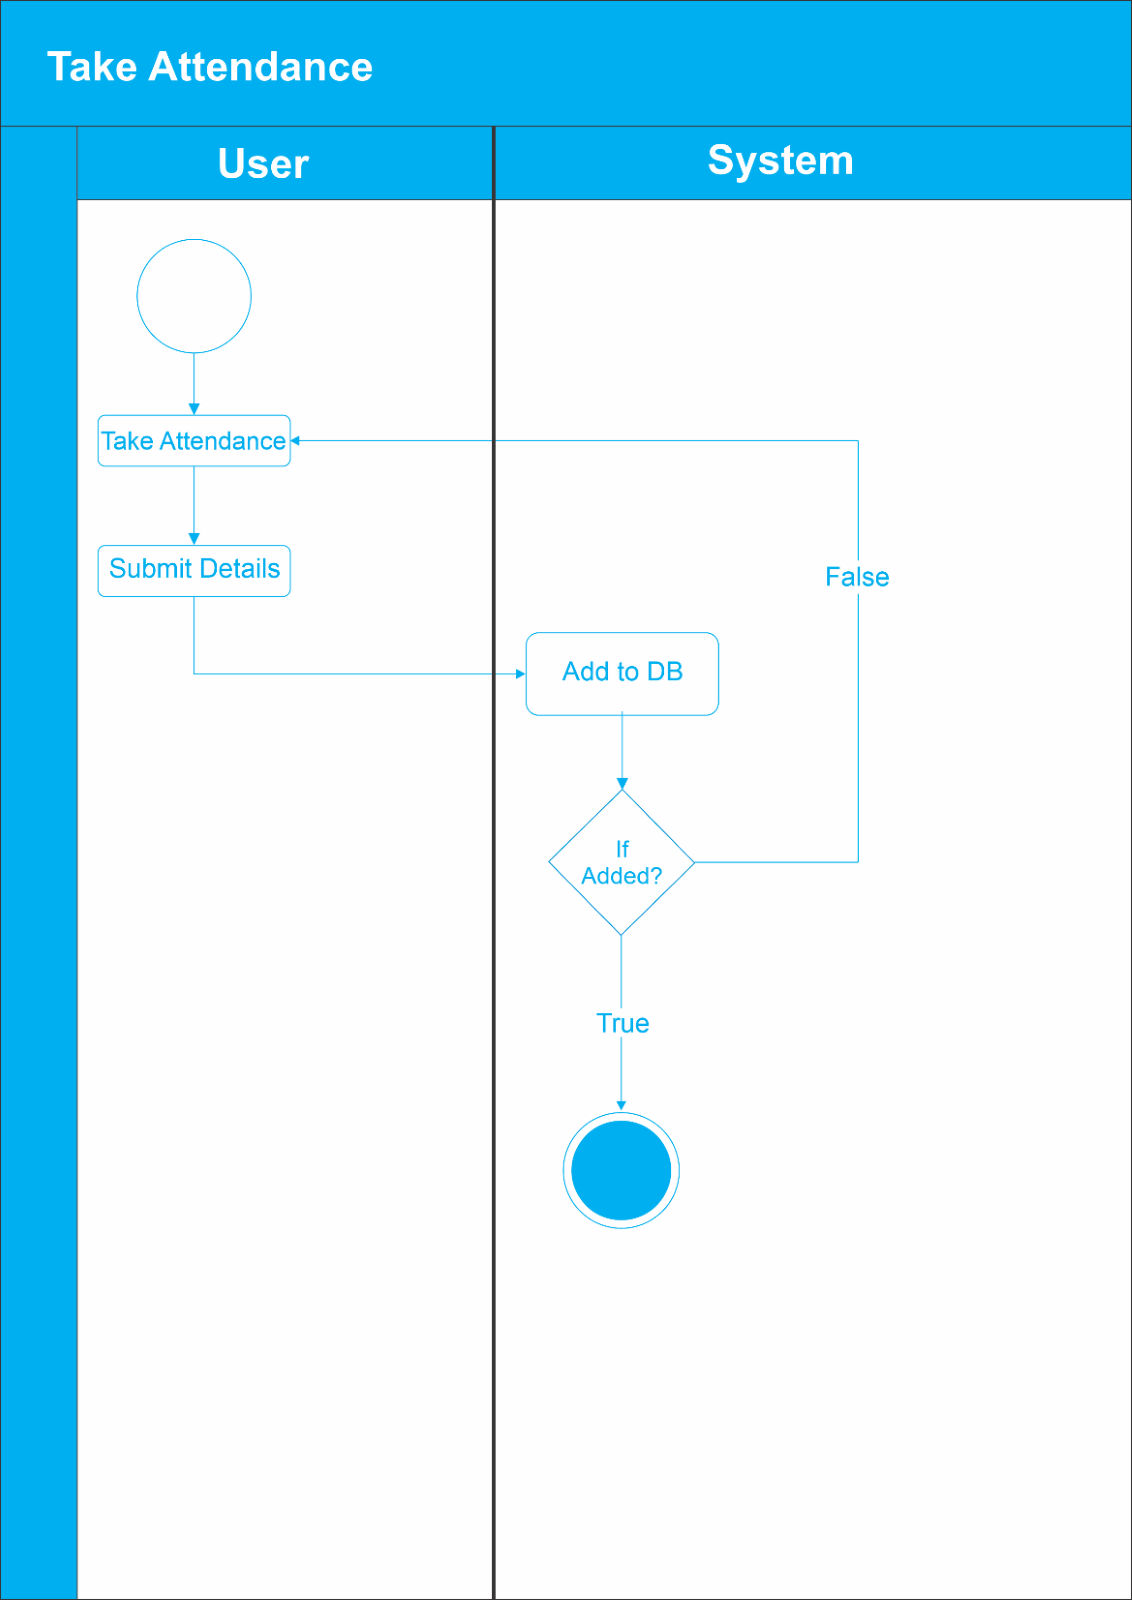 Take Attendance
User
System
Take Attendance
Submit Details
False
Add to DB
If
Added?
True